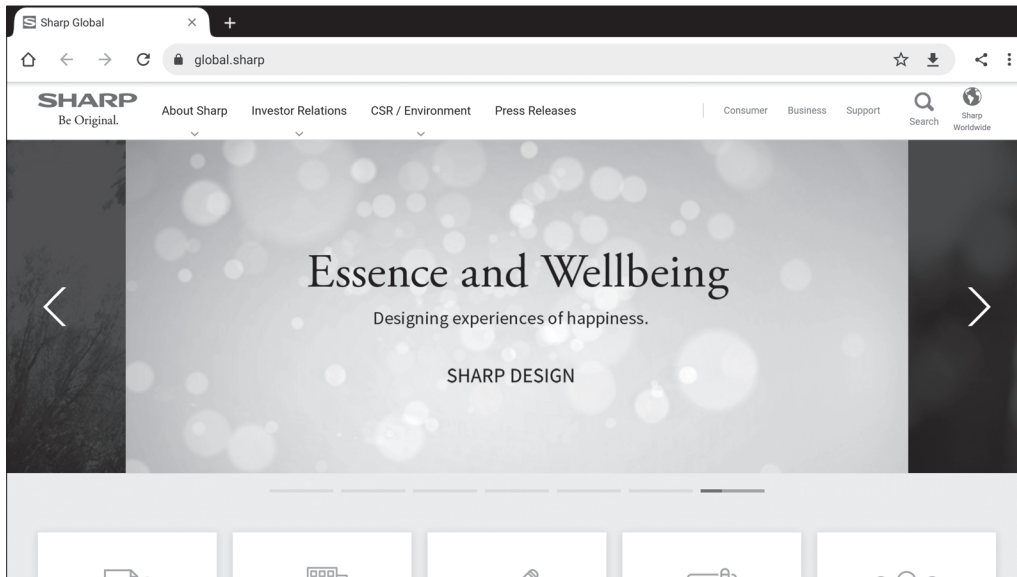 Sharp Global
global.sharp
SHARP
Be Original.
About Sharp
Investor Relations
CSR / Environment
Press Releases
Consumer
Business
Support
Search
Sharp
Worldwide
Essence and Wellbeing
Designing experiences of happiness.
SHARP DESIGN